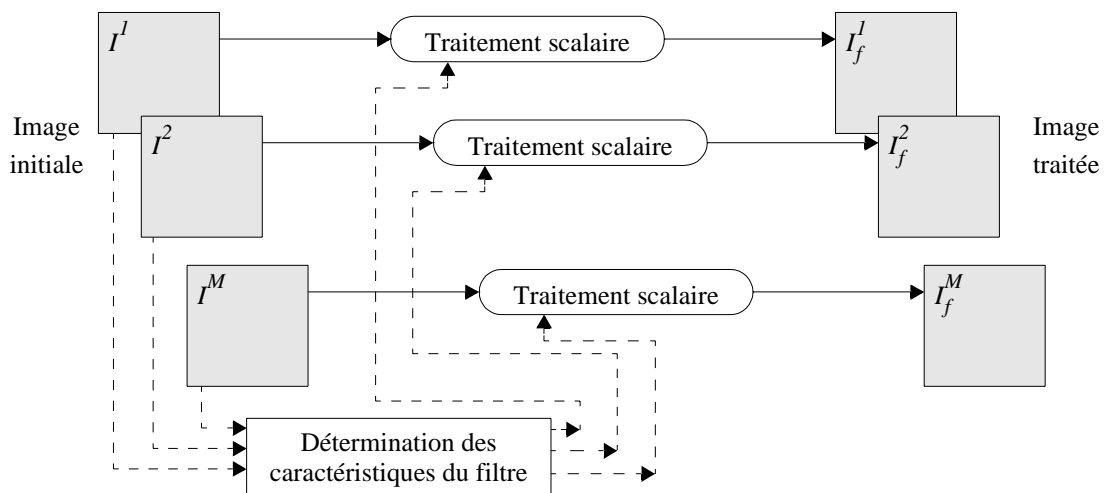 I^1
Traitement scalaire
I_f^1
Image
initiale
I^2
Traitement scalaire
I_f^2
Image
traitée
I^M
Traitement scalaire
I_f^M
Détermination des
caractéristiques du filtre